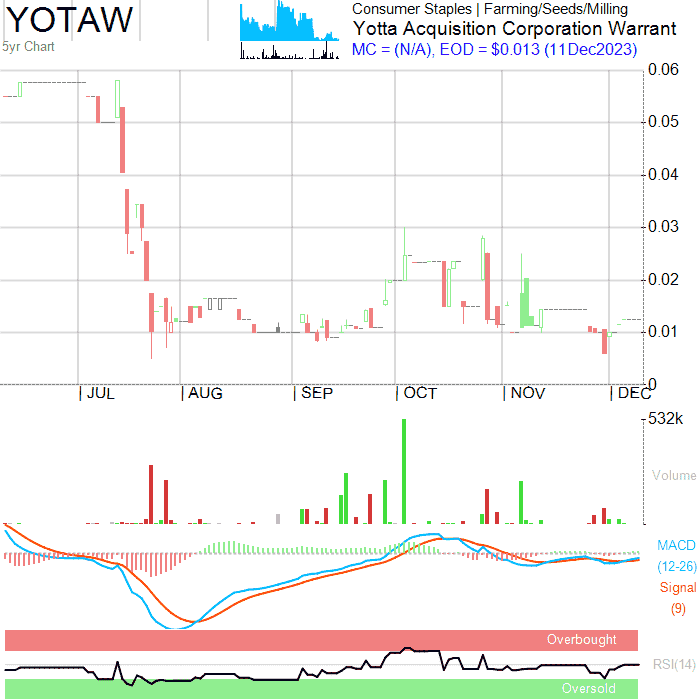 YOTAW
5yr Chart
Consumer Staples | Farming/Seeds/Milling
Yotta Acquisition Corporation Warrant
MC = (N/A), EOD = $0.013 (11Dec2023)
0.06
0.05
0.04
0.03
0.02
0.01
0
JUL AUG SEP OCT NOV DEC
532k
Volume
MACD
(12-26)
Signal
(9)
Overbought
RSI(14)
Oversold